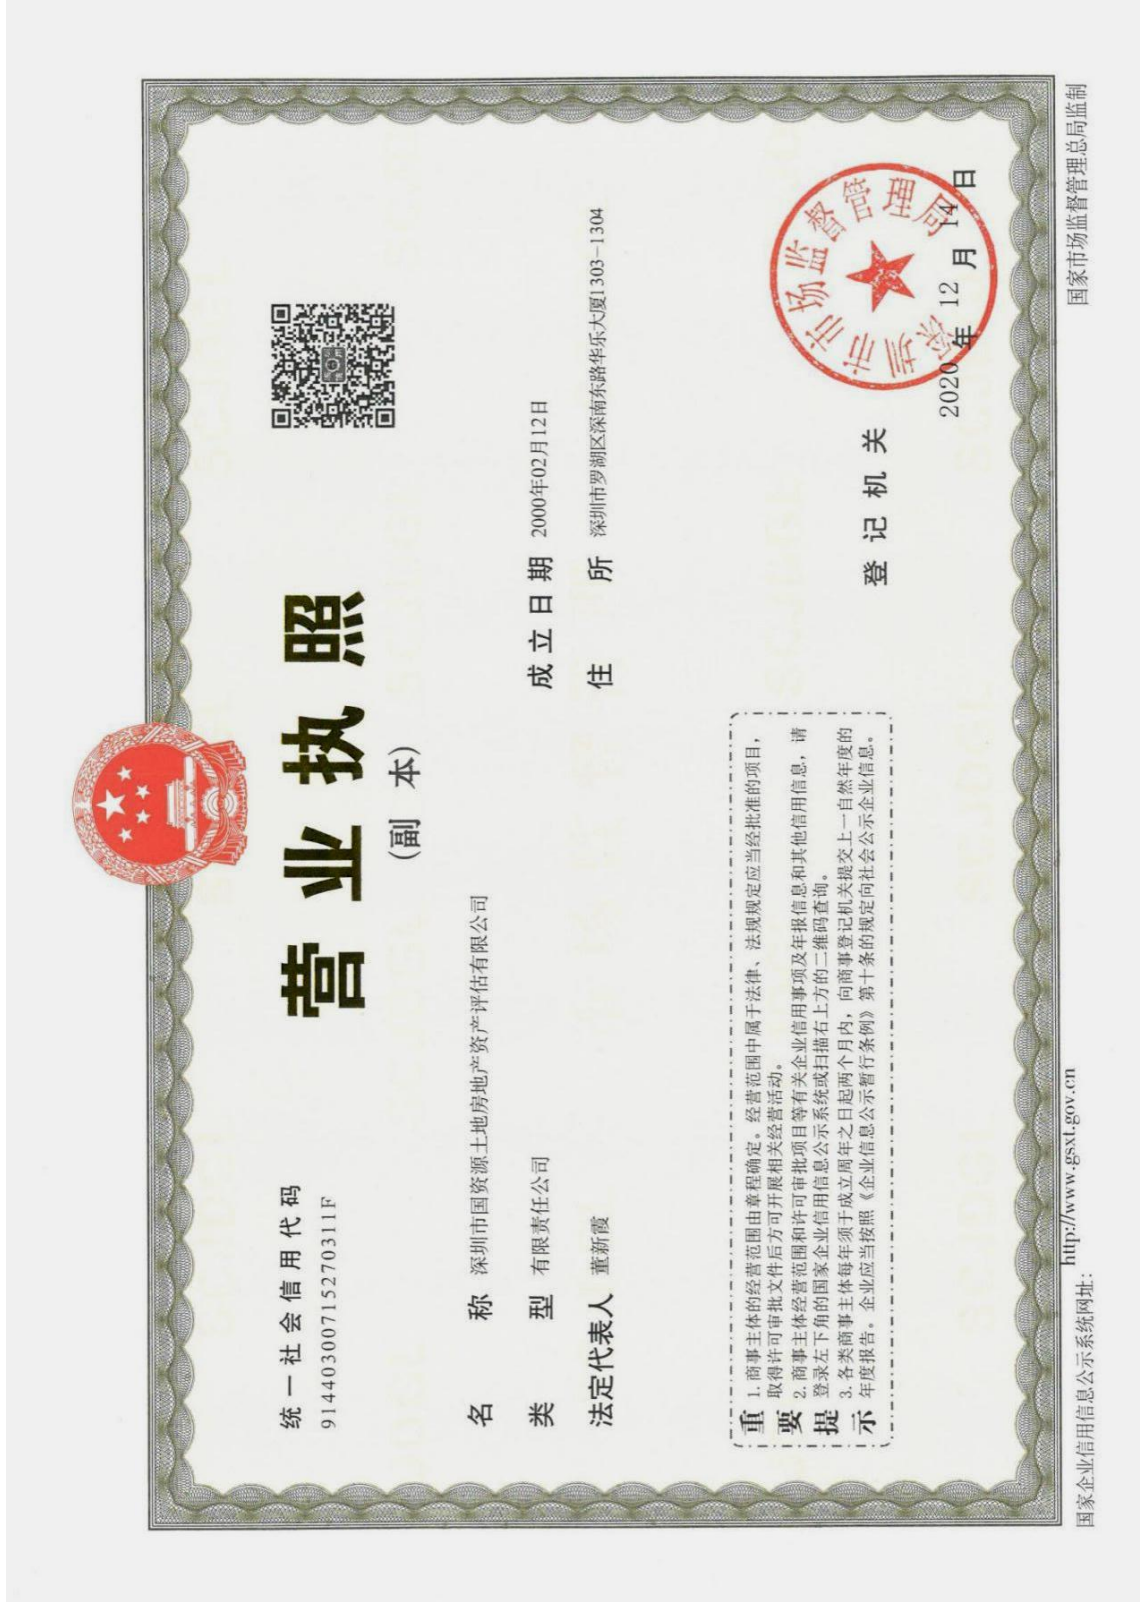 统一社会信用代码
91440300715270311F
营业执照
(副 本)
名 称 深圳市国资源土地房地产资产评估有限公司
类 型 有限责任公司
法定代表人 董新霞
成立日期 2000年02月12日
住 所 深圳市罗湖区深南东路华乐大厦1303-1304
重要提示
1. 商事主体的经营范围由章程确定。经营范围中属于法律、法规规定应当经批准的项目，
取得许可审批文件后方可开展相关经营活动。
2. 商事主体经营范围和许可审批项目等有关企业信用事项及年报信息和其他信用信息，请
登录左下角的国家企业信用信息公示系统或扫描右上方的二维码查询。
3. 各类商事主体每年须于成立周年之日起两个月内，向商事登记机关提交上一自然年度的
年度报告。企业应当按照《企业信息公示暂行条例》第十条的规定向社会公示企业信息。
登记机关
深圳市市场监督管理局
2020 年 12 月 14 日
国家企业信用信息公示系统网址：http://www.gsxt.gov.cn
国家市场监督管理总局监制